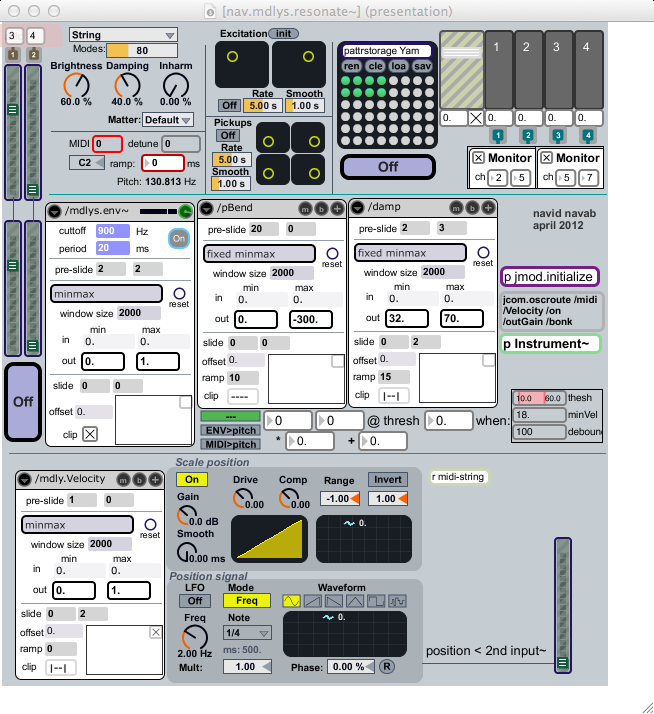 [nav.mdlys.resonate~] (presentation)
3 4
1 2
String
Modes: 80
Brightness Damping Inharm
60.0 % 40.0 % 0.00 %
Matter: Default
MIDI 0 detune 0
C2 ramp: 0 ms
Pitch: 130.813 Hz
Excitation init
Rate Smooth
Off 5.00 s 1.00 s
Pickups
Off
Rate
5.00 s
Smooth
1.00 s
pattrstorage Yam
ren cle loa sav
Off
1 2 3 4
0. 0. 0. 0. 0.
1 2 3 4
Monitor Monitor
ch 2 5 ch 5 7
navid navab
april 2012
/mdlys.env~
cuttoff 900 Hz
period 20 ms
On
pre-slide 2 2
minmax
reset
window size 2000
min max
in 0. 0.
out 0. 1.
slide 0 0
offset 0.
clip
/pBend m b +
pre-slide 20 0
fixed minmax
reset
window size 2000
min max
in 0. 0.
out 0. -300.
slide 0 0
offset 0.
ramp 10
clip ----
/damp m b +
pre-slide 2 3
fixed minmax
reset
window size 2000
min max
in 0. 0.
out 32. 70.
slide 0 2
offset 0.
ramp 15
clip |--|
p jmod.initialize
jcom.oscroute /midi
/Velocity /on
/outGain /bonk
p Instrument~
Off
--- 0 0 @ thresh 0. when:
ENV>pitch
MIDI>pitch * 0. + 0.
10.0 60.0 thesh
18. minVel
100 deboun
/mdly.Velocity m b +
pre-slide 1 0
minmax
reset
window size 2000
min max
in 0. 0.
out 0. 1.
slide 0 2
offset 0.
ramp 0
clip |--|
Scale position
On Drive Comp Range Invert
Gain 0.00 0.00 -1.00 1.00
0.0 dB
Smooth
0.00 ms
0.
r midi-string
Position signal
LFO Mode Waveform
Off Freq
Freq Note
1/4
0.
2.00 Hz ms: 500.
Mult: 1.00 Phase: 0.00 % R
position < 2nd input~